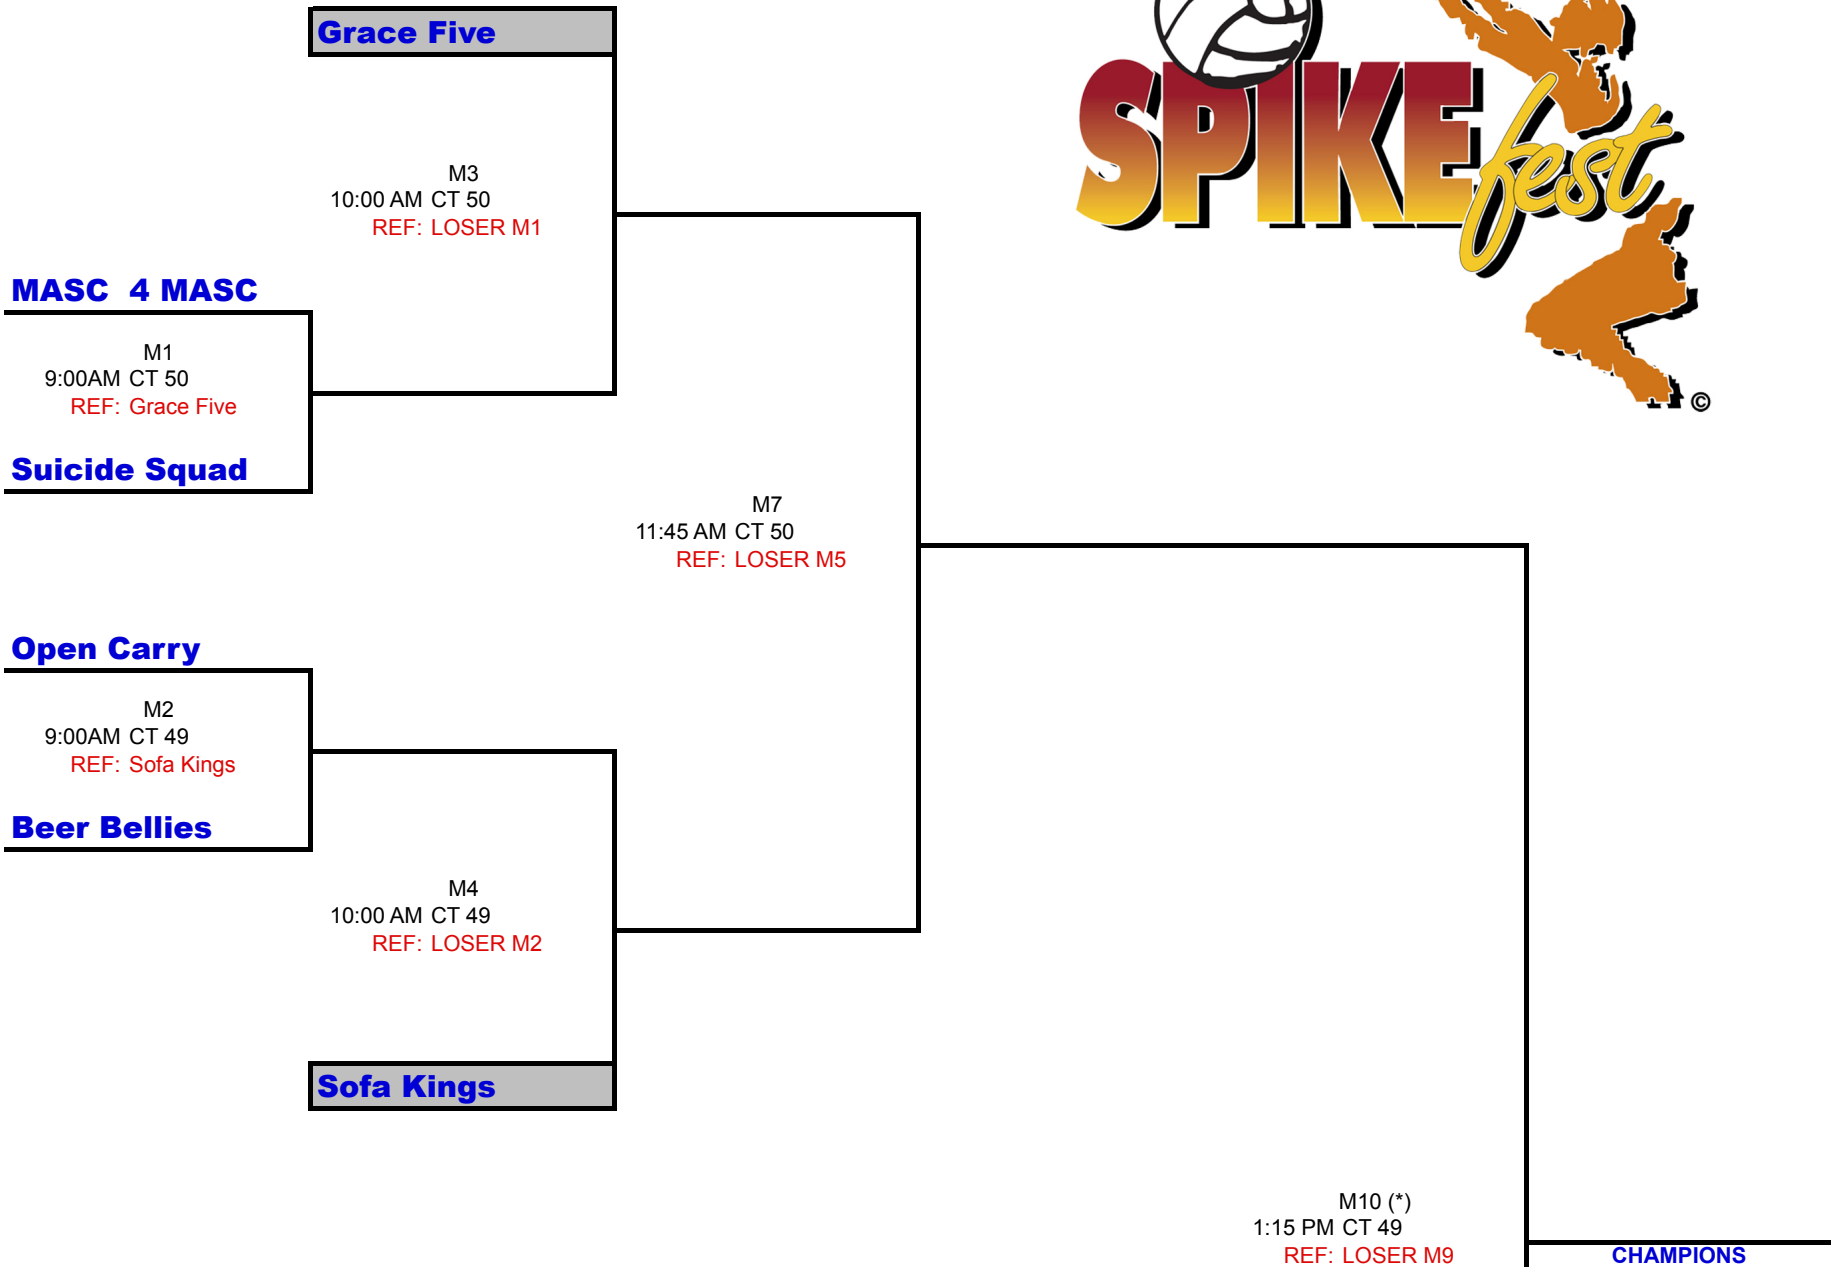 Grace Five
SPIKE fest
©
M3
10:00 AM CT 50
REF: LOSER M1
MASC  4 MASC
M1
9:00AM CT 50
REF: Grace Five
Suicide Squad
M7
11:45 AM CT 50
REF: LOSER M5
Open Carry
M2
9:00AM CT 49
REF: Sofa Kings
Beer Bellies
M4
10:00 AM CT 49
REF: LOSER M2
Sofa Kings
M10 (*)
1:15 PM CT 49
REF: LOSER M9
CHAMPIONS